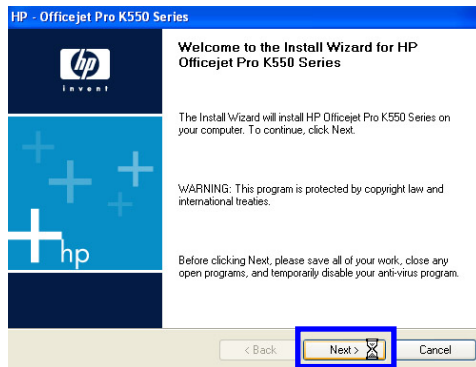 HP - Officejet Pro K550 Series
hp
invent
Welcome to the Install Wizard for HP
Officejet Pro K550 Series
The Install Wizard will install HP Officejet Pro K550 Series on
your computer. To continue, click Next.
WARNING: This program is protected by copyright law and
international treaties.
Before clicking Next, please save all of your work, close any
open programs, and temporarily disable your anti-virus program.
hp
< Back
Next >
Cancel